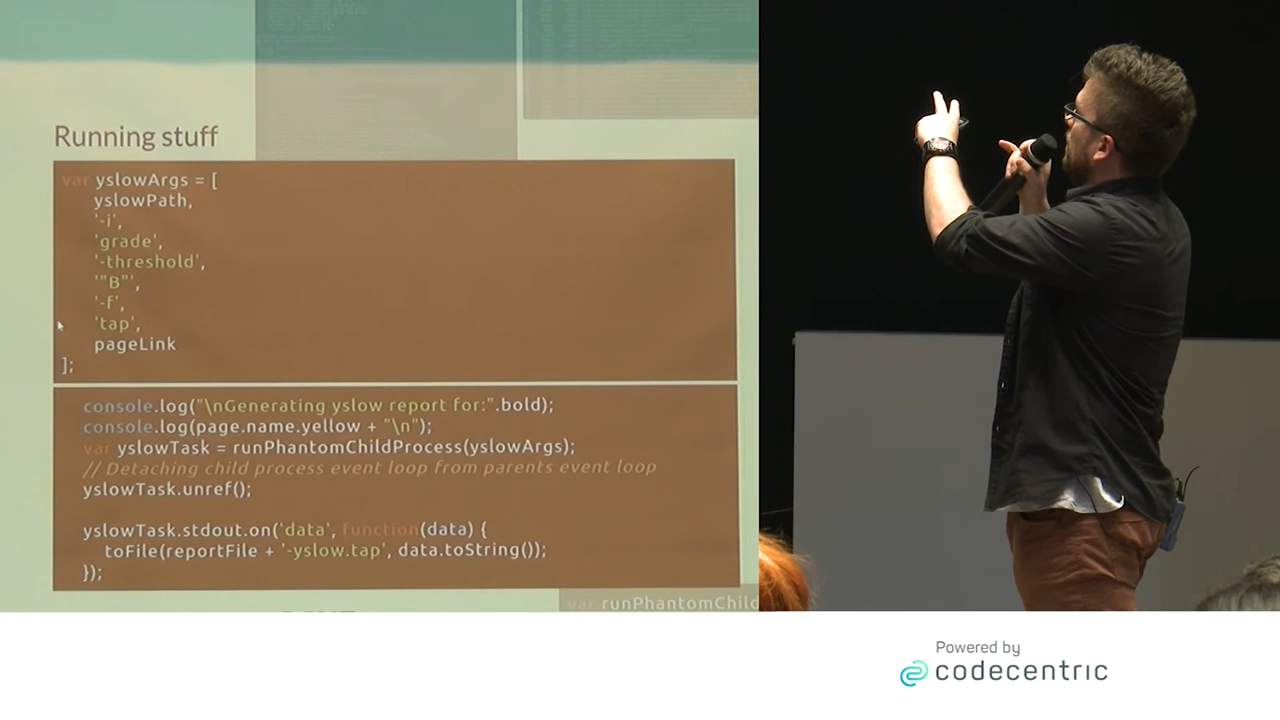 Running stuff
var yslowArgs = [
yslowPath,
'-i',
'grade',
'-threshold',
'"B"',
'-f',
'tap',
pageLink
];
console.log("\nGenerating yslow report for:".bold);
console.log(page.name.yellow + "\n");
var yslowTask = runPhantomChildProcess(yslowArgs);
// Detaching child process event loop from parents event loop
yslowTask.unref();
yslowTask.stdout.on('data', function(data) {
toFile(reportFile + '-yslow.tap', data.toString());
});
var runPhantomChild
Powered by
codecentric